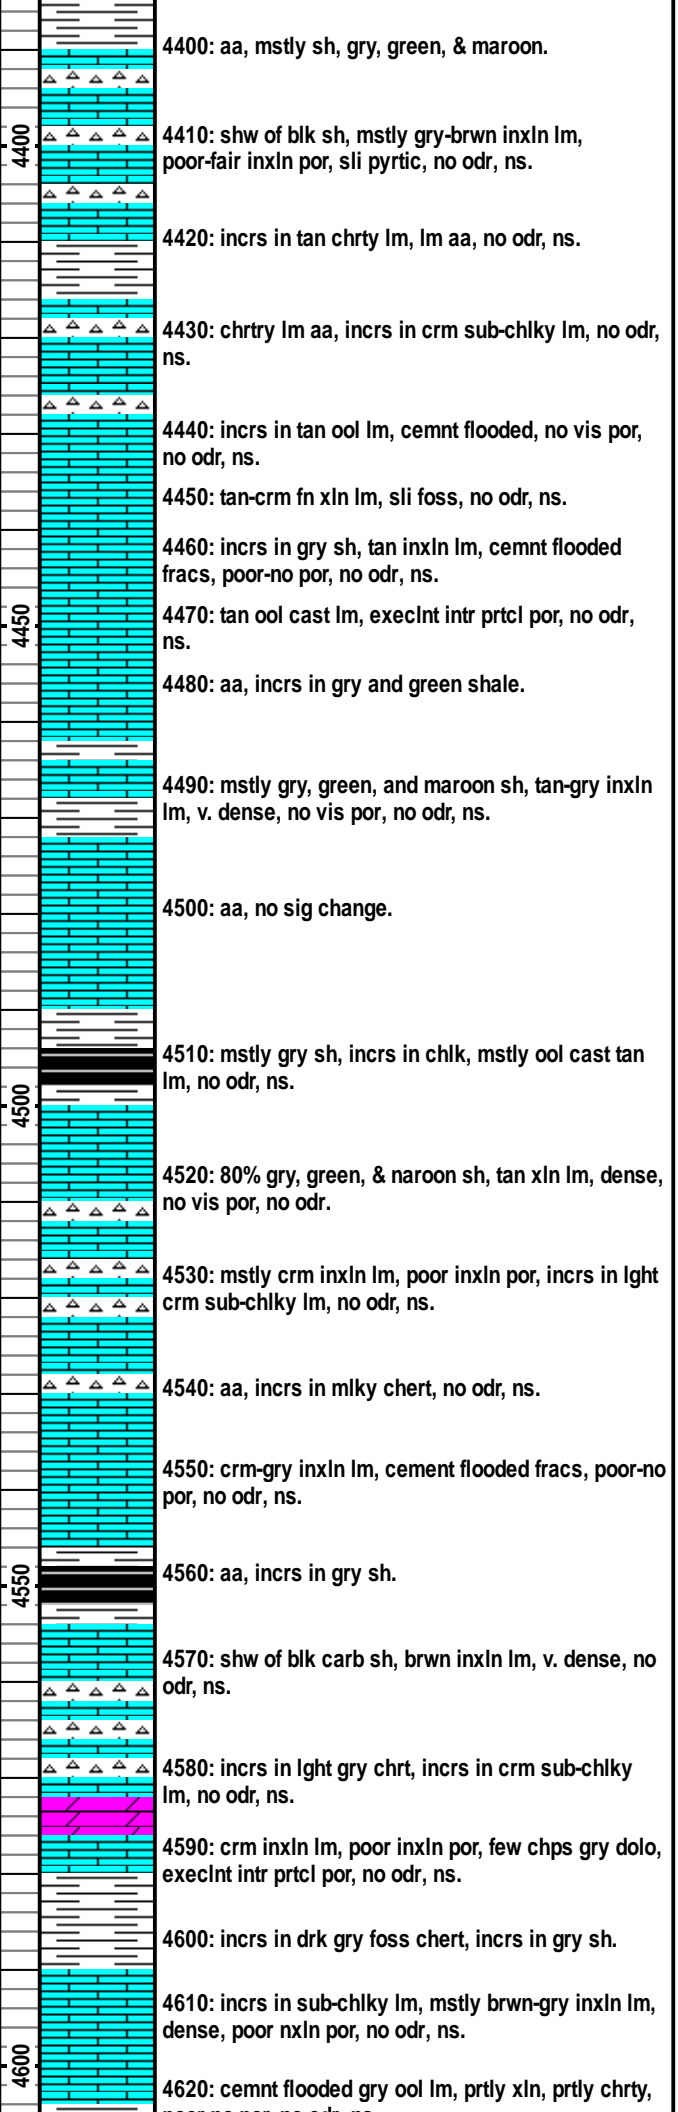 4400: aa, mstly sh, gry, green, & maroon.
4400
4410: shw of blk sh, mstly gry-brwn inxln lm,
poor-fair inxln por, sli pyrtic, no odr, ns.
4420: incrs in tan chrty lm, lm aa, no odr, ns.
4430: chrtry lm aa, incrs in crm sub-chlky lm, no odr,
ns.
4440: incrs in tan ool lm, cemnt flooded, no vis por,
no odr, ns.
4450: tan-crm fn xln lm, sli foss, no odr, ns.
4460: incrs in gry sh, tan inxln lm, cemnt flooded
fracs, poor-no por, no odr, ns.
4450
4470: tan ool cast lm, execlnt intr prtcl por, no odr,
ns.
4480: aa, incrs in gry and green shale.
4490: mstly gry, green, and maroon sh, tan-gry inxln
lm, v. dense, no vis por, no odr, ns.
4500: aa, no sig change.
4510: mstly gry sh, incrs in chlk, mstly ool cast tan
lm, no odr, ns.
4500
4520: 80% gry, green, & naroon sh, tan xln lm, dense,
no vis por, no odr.
4530: mstly crm inxln lm, poor inxln por, incrs in lght
crm sub-chlky lm, no odr, ns.
4540: aa, incrs in mlky chert, no odr, ns.
4550: crm-gry inxln lm, cement flooded fracs, poor-no
por, no odr, ns.
4550
4560: aa, incrs in gry sh.
4570: shw of blk carb sh, brwn inxln lm, v. dense, no
odr, ns.
4580: incrs in lght gry chrt, incrs in crm sub-chlky
lm, no odr, ns.
4590: crm inxln lm, poor inxln por, few chps gry dolo,
execlnt intr prtcl por, no odr, ns.
4600: incrs in drk gry foss chert, incrs in gry sh.
4610: incrs in sub-chlky lm, mstly brwn-gry inxln lm,
dense, poor nxln por, no odr, ns.
4600
4620: cemnt flooded gry ool lm, prtly xln, prtly chrty,